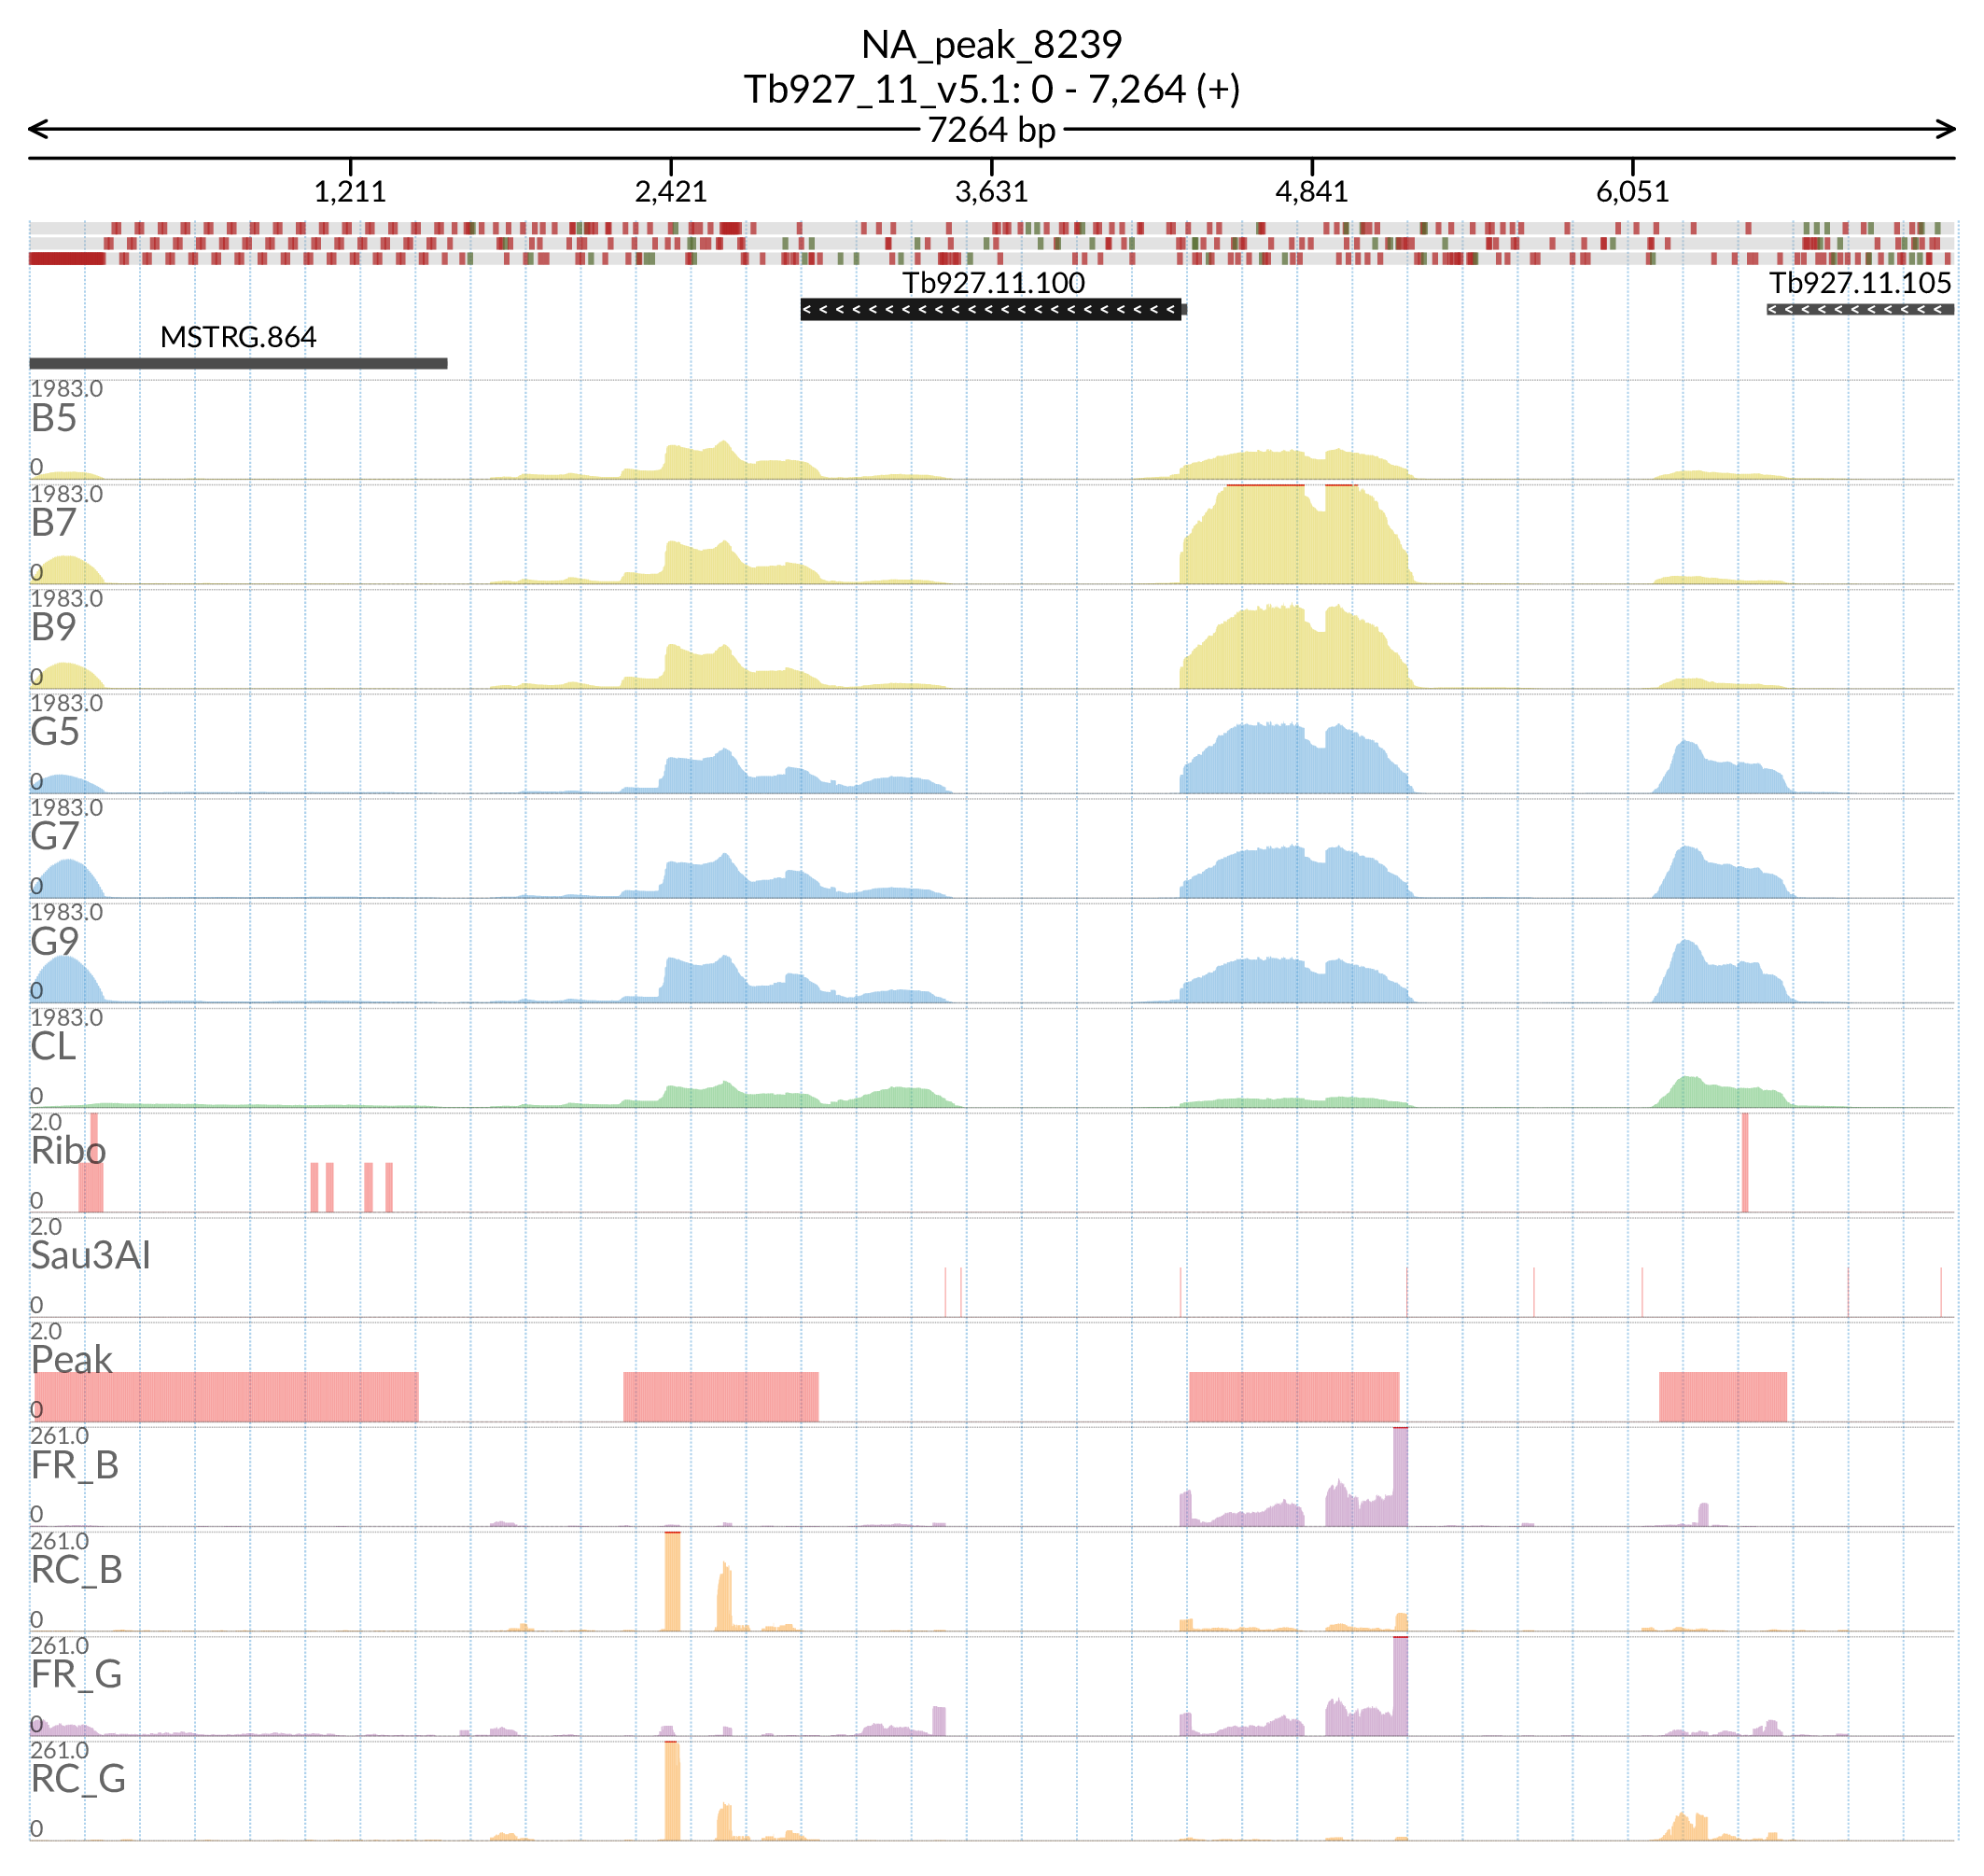 NA_peak_8239
Tb927_11_v5.1: 0 - 7,264 (+)
7264 bp
1,211 2,421 3,631 4,841 6,051
Tb927.11.100 Tb927.11.105
< < < < < < < < < < < < < < < < < < < < < < < < < < < < < < < <
MSTRG.864
1983.0
B5
0
1983.0
B7
0
1983.0
B9
0
1983.0
G5
0
1983.0
G7
0
1983.0
G9
0
1983.0
CL
0
2.0
Ribo
0
2.0
Sau3AI
0
2.0
Peak
0
261.0
FR_B
0
261.0
RC_B
0
261.0
FR_G
0
261.0
RC_G
0